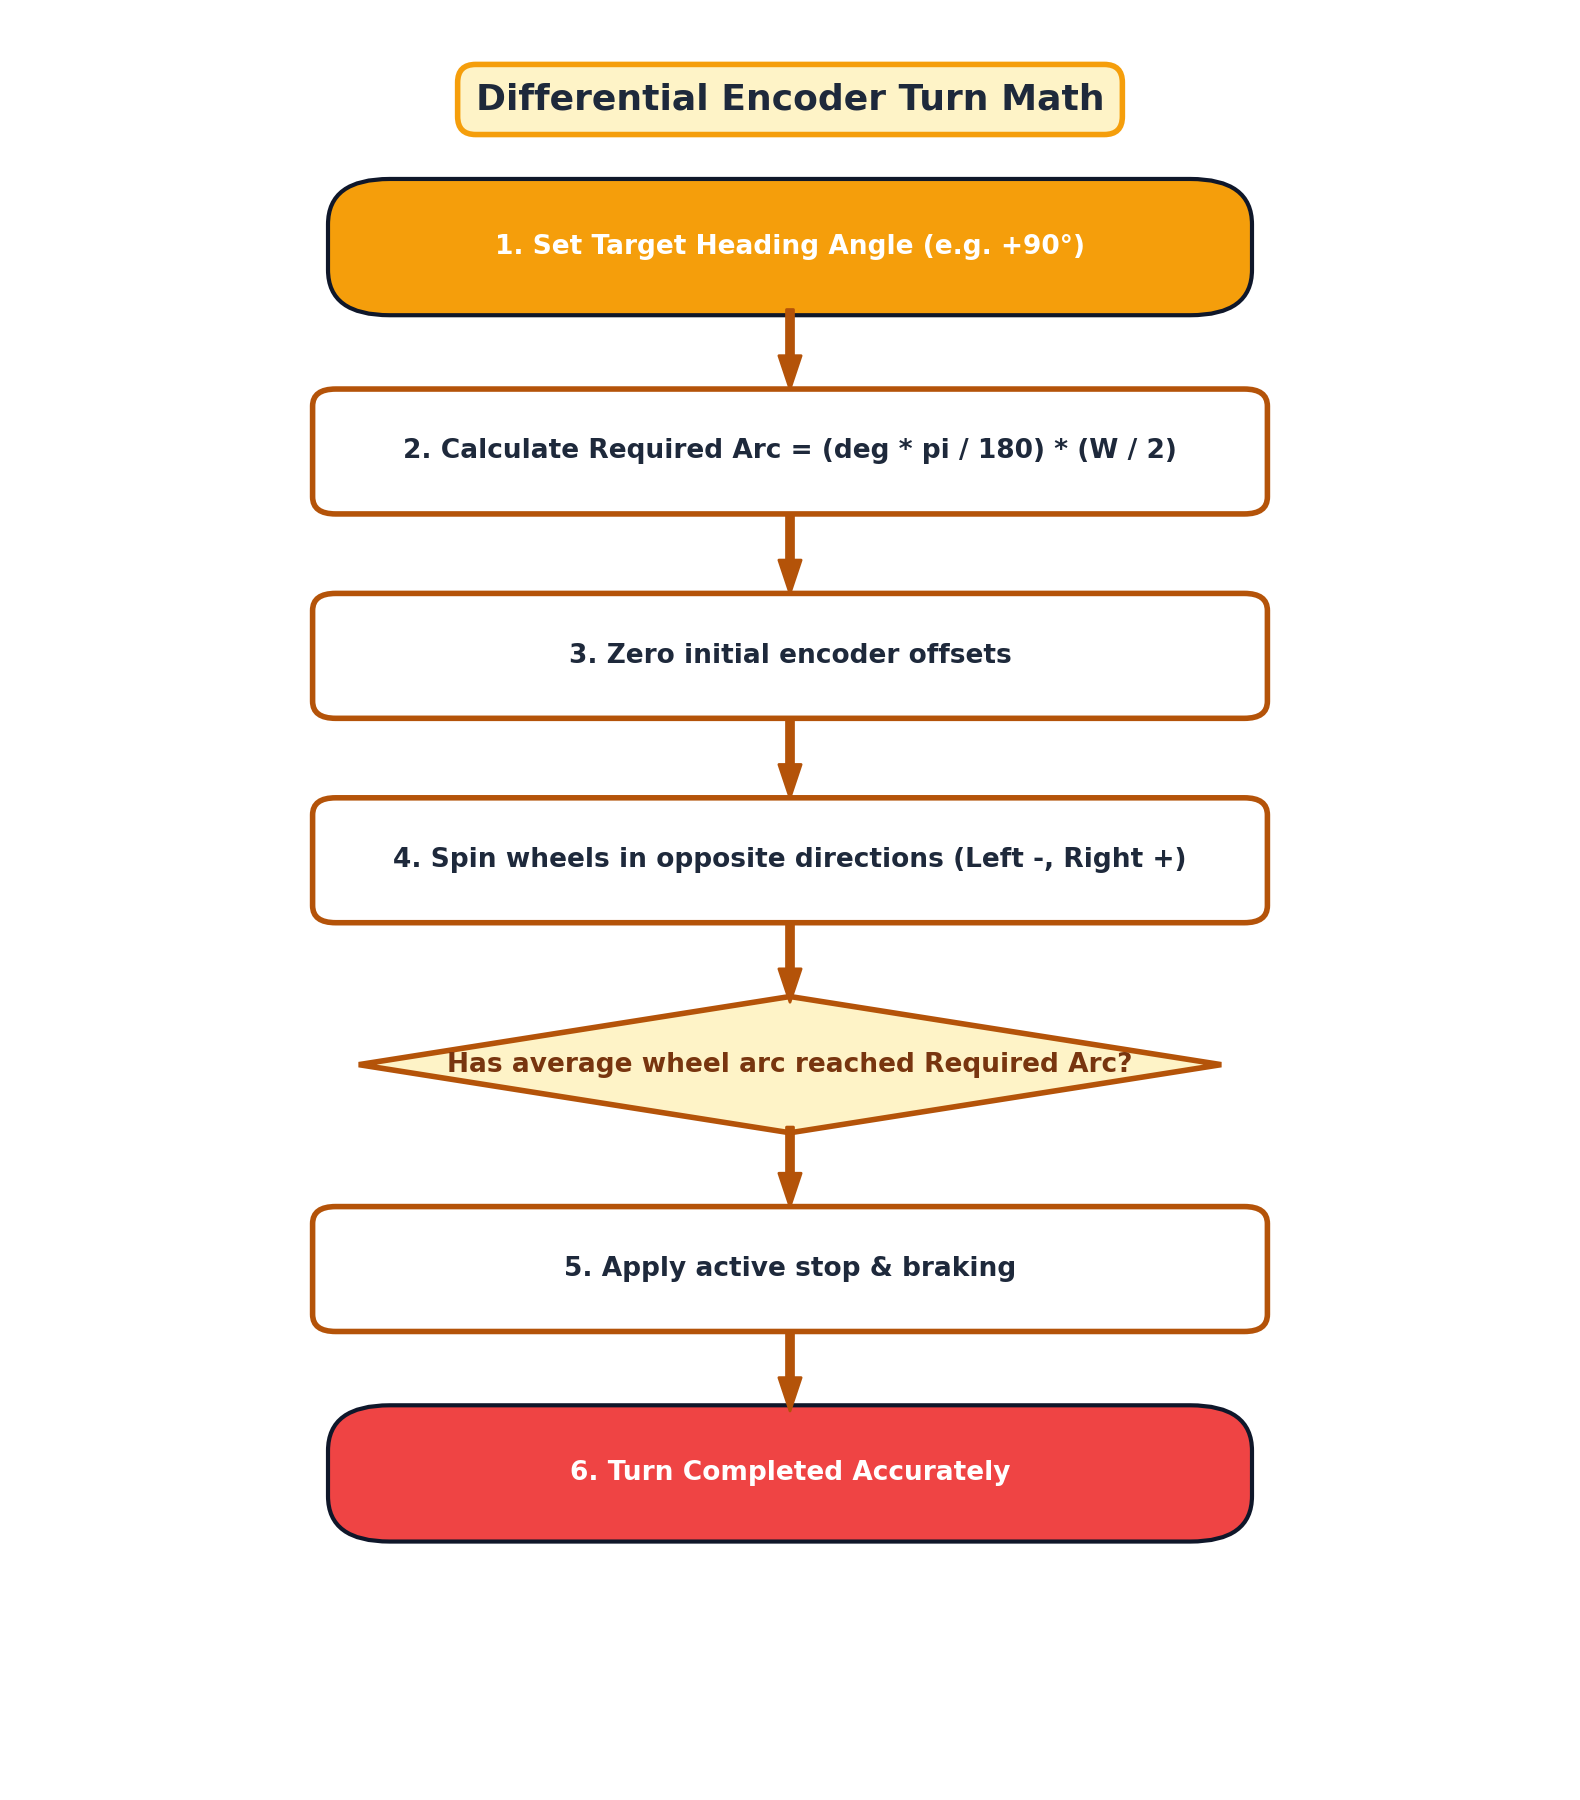 Differential Encoder Turn Math
1. Set Target Heading Angle (e.g. +90°)
2. Calculate Required Arc = (deg * pi / 180) * (W / 2)
3. Zero initial encoder offsets
4. Spin wheels in opposite directions (Left -, Right +)
Has average wheel arc reached Required Arc?
5. Apply active stop & braking
6. Turn Completed Accurately